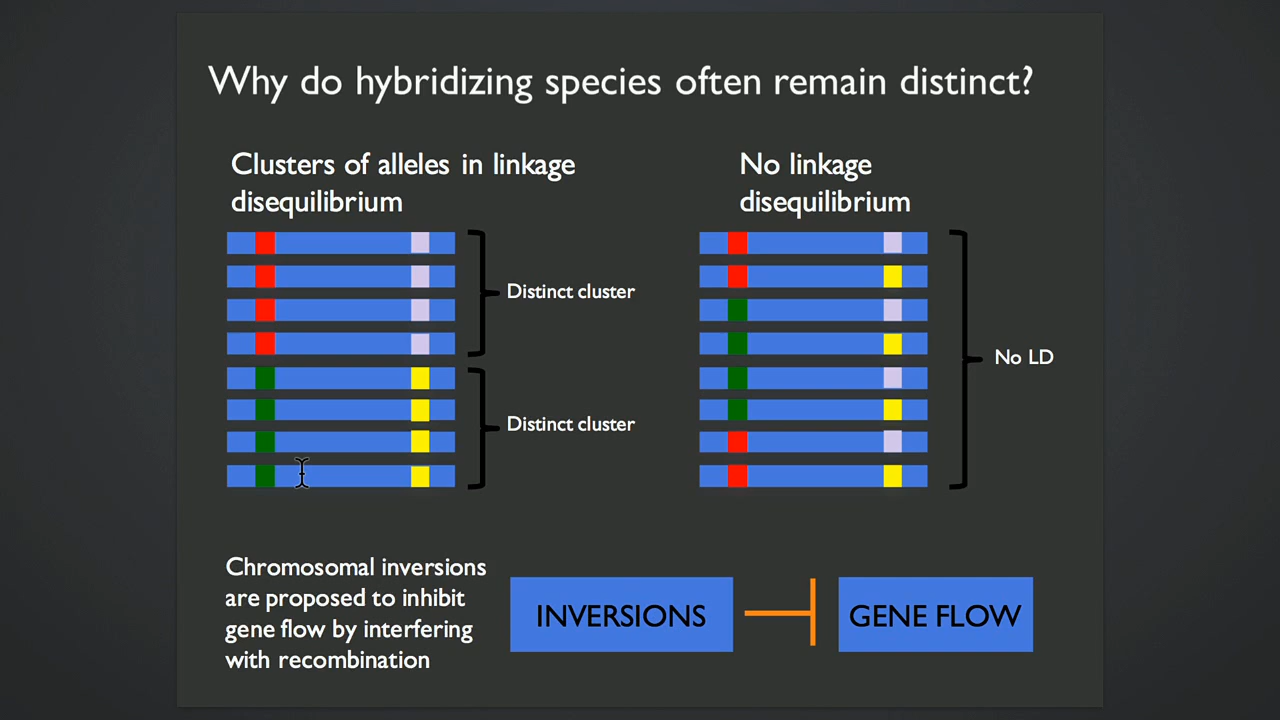 Why do hybridizing species often remain distinct?
Clusters of alleles in linkage
disequilibrium
Distinct cluster
Distinct cluster
No linkage
disequilibrium
No LD
Chromosomal inversions
are proposed to inhibit
gene flow by interfering
with recombination
INVERSIONS
GENE FLOW